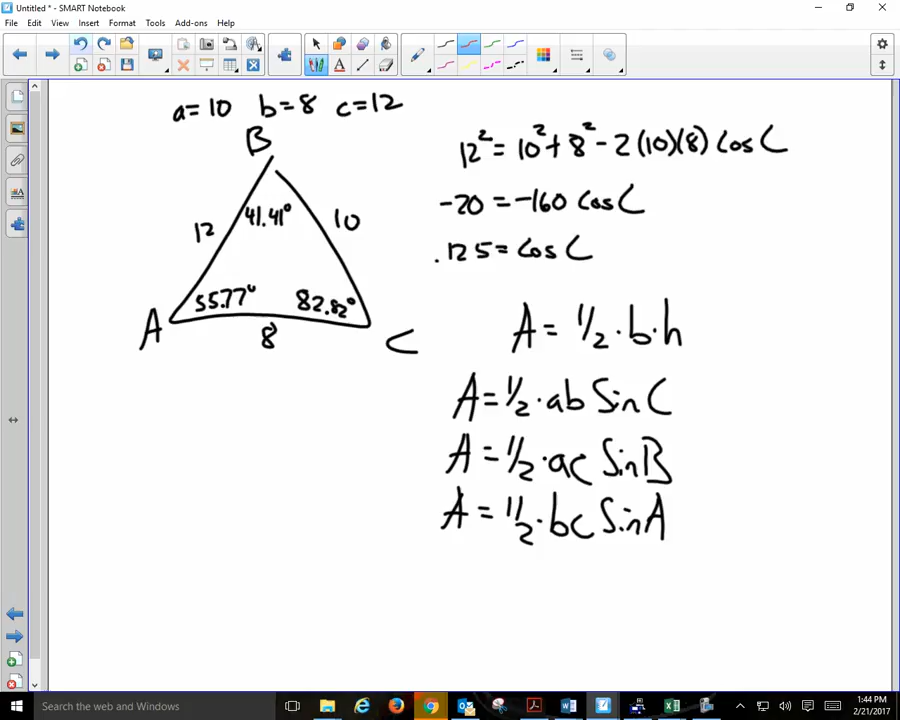 Untitled * - SMART Notebook
File Edit View Insert Format Tools Add-ons Help
a=10 b=8 c=12
B
12² = 10² + 8² - 2(10)(8) Cos C
-20 = -160 Cos C
.125 = Cos C
41.41°
12
10
55.77°
82.82°
A
8
C
A = 1/2 · b · h
A = 1/2 · ab Sin C
A = 1/2 · ac Sin B
A = 1/2 · bc Sin A
Search the web and Windows
1:44 PM
2/21/2017